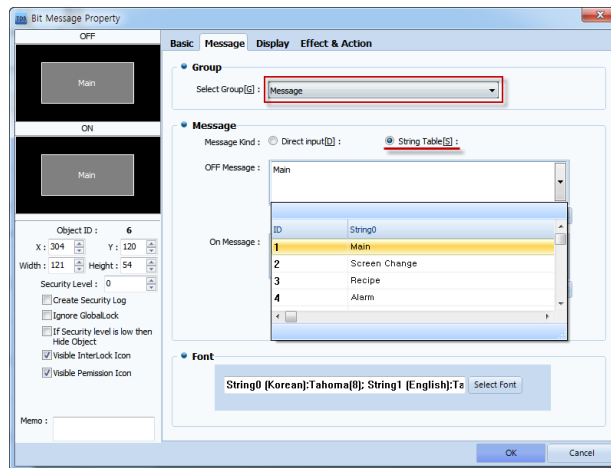 Bit Message Property
OFF
Main
ON
Main
Object ID : 6
X : 304 Y : 120
Width : 121 Height : 54
Security Level : 0
Create Security Log
Ignore GlobalLock
If Security level is low then
Hide Object
Visible InterLock Icon
Visible Pemission Icon
Memo :
Basic Message Display Effect & Action
Group
Select Group[G] : Message
Message
Message Kind : Direct input[D] : String Table[S] :
OFF Message : Main
On Message :
ID String0
1 Main
2 Screen Change
3 Recipe
4 Alarm
Font
String0 (Korean):Tahoma(8); String1 (English):Ta Select Font
OK Cancel